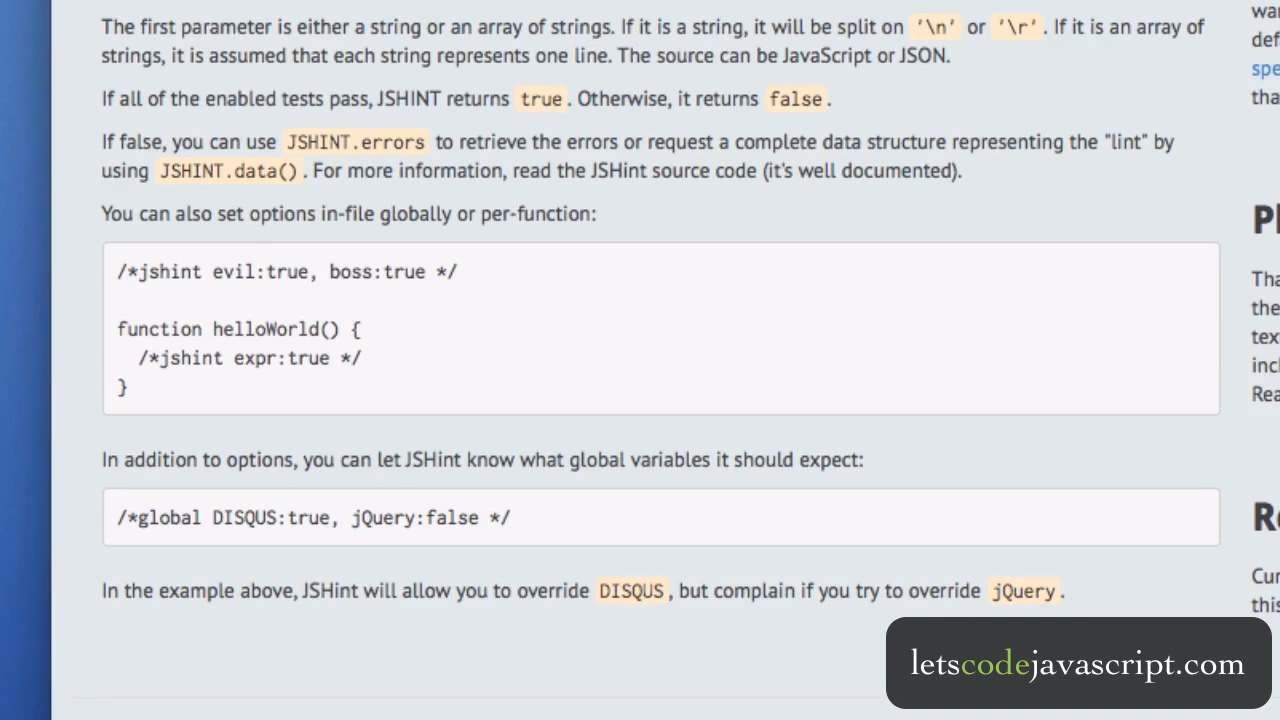 The first parameter is either a string or an array of strings. If it is a string, it will be split on '\n' or '\r'. If it is an array of
strings, it is assumed that each string represents one line. The source can be JavaScript or JSON.
If all of the enabled tests pass, JSHINT returns true. Otherwise, it returns false.
If false, you can use JSHINT.errors to retrieve the errors or request a complete data structure representing the "lint" by
using JSHINT.data(). For more information, read the JSHint source code (it's well documented).
You can also set options in-file globally or per-function:
/*jshint evil:true, boss:true */
function helloWorld() {
  /*jshint expr:true */
}
In addition to options, you can let JSHint know what global variables it should expect:
/*global DISQUS:true, jQuery:false */
In the example above, JSHint will allow you to override DISQUS, but complain if you try to override jQuery.
letscodejavascript.com